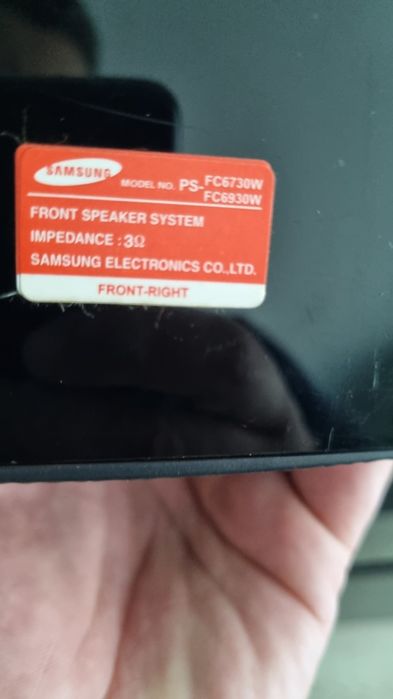 SAMSUNG
MODEL NO. PS-FC6730W
FC6930W
FRONT SPEAKER SYSTEM
IMPEDANCE : 3Ω
SAMSUNG ELECTRONICS CO.,LTD.
FRONT-RIGHT